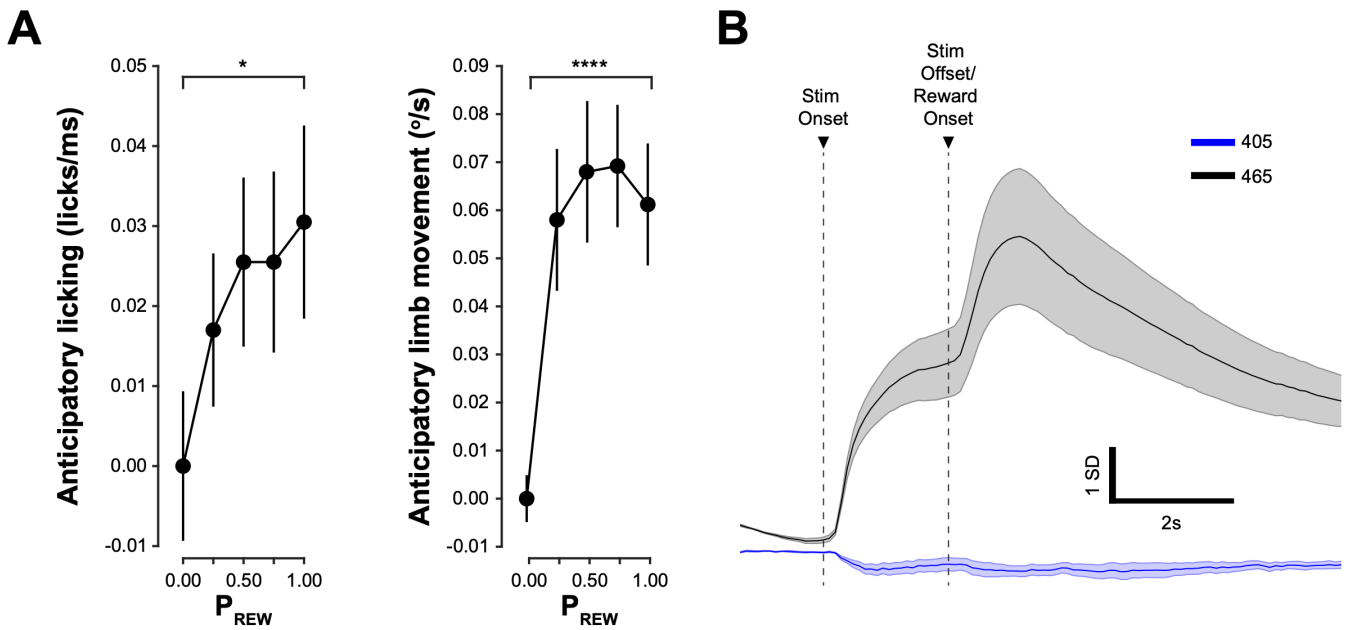 A
Anticipatory licking (licks/ms)
0.05
0.04
0.03
0.02
0.01
0.00
-0.01
*
0.00
0.50
1.00
PREW
Anticipatory limb movement (º/s)
0.09
0.08
0.07
0.06
0.05
0.04
0.03
0.02
0.01
0.00
-0.01
****
0.00
0.50
1.00
PREW
B
Stim
Onset
Stim
Offset/
Reward
Onset
405
465
1 SD
2s